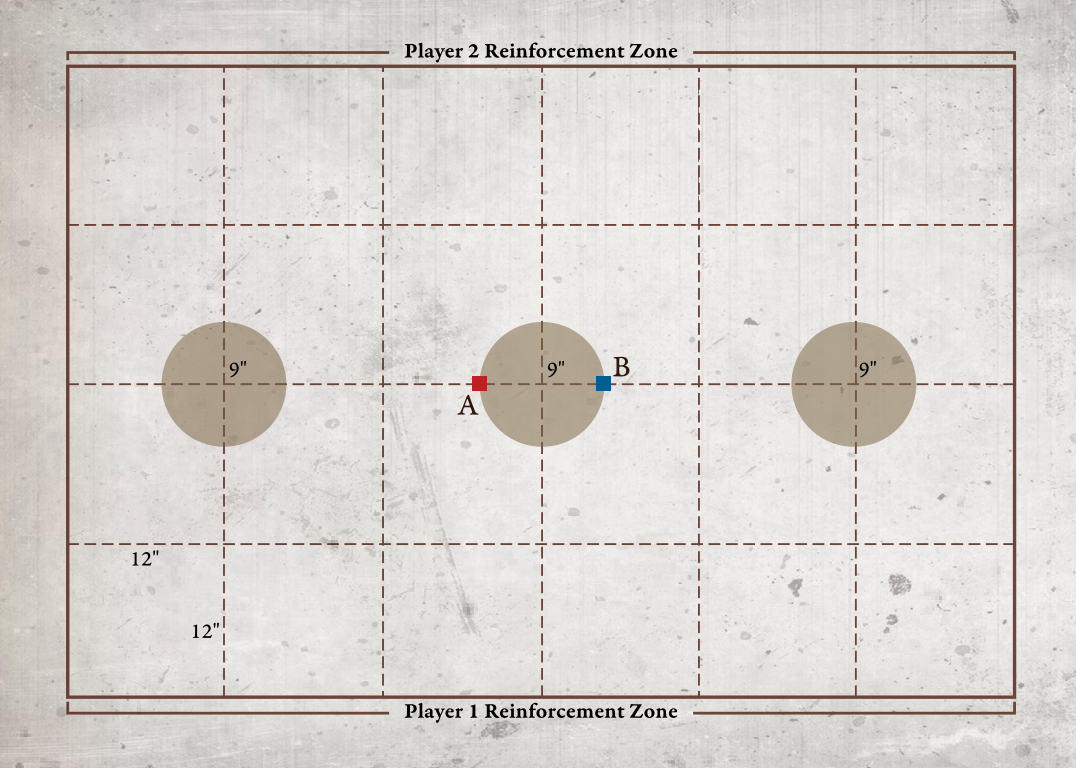 Player 2 Reinforcement Zone
9"
9"
9"
B
A
12"
12"
Player 1 Reinforcement Zone